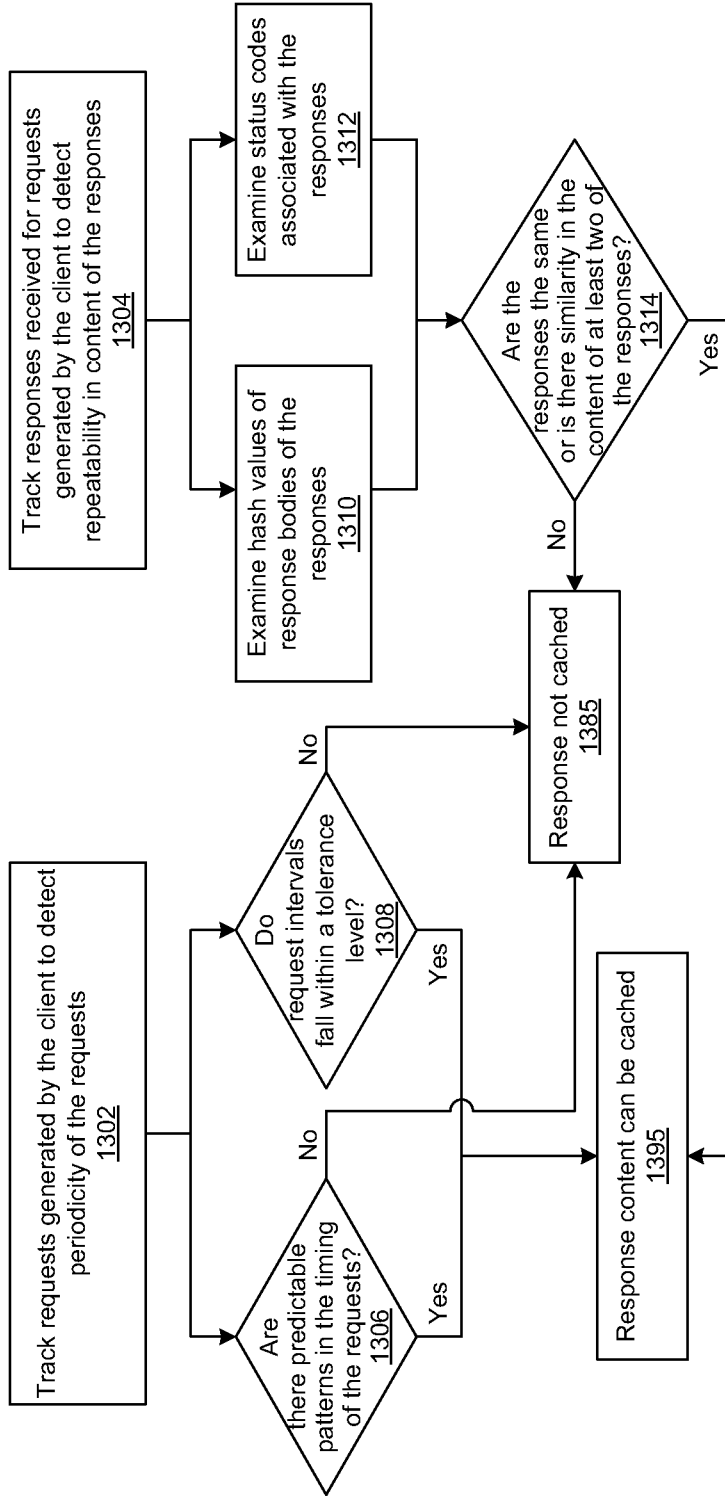 Track requests generated by the client to detect
periodicity of the requests
1302
Are
there predictable
patterns in the timing
of the requests?
1306
No
Yes
Do
request intervals
fall within a tolerance
level?
1308
No
Yes
Track responses received for requests
generated by the client to detect
repeatability in content of the responses
1304
Examine hash values of
response bodies of the
responses
1310
Examine status codes
associated with the
responses
1312
Are the
responses the same
or is there similarity in the
content of at least two of
the responses?
1314
No
Yes
Response not cached
1385
Response content can be cached
1395